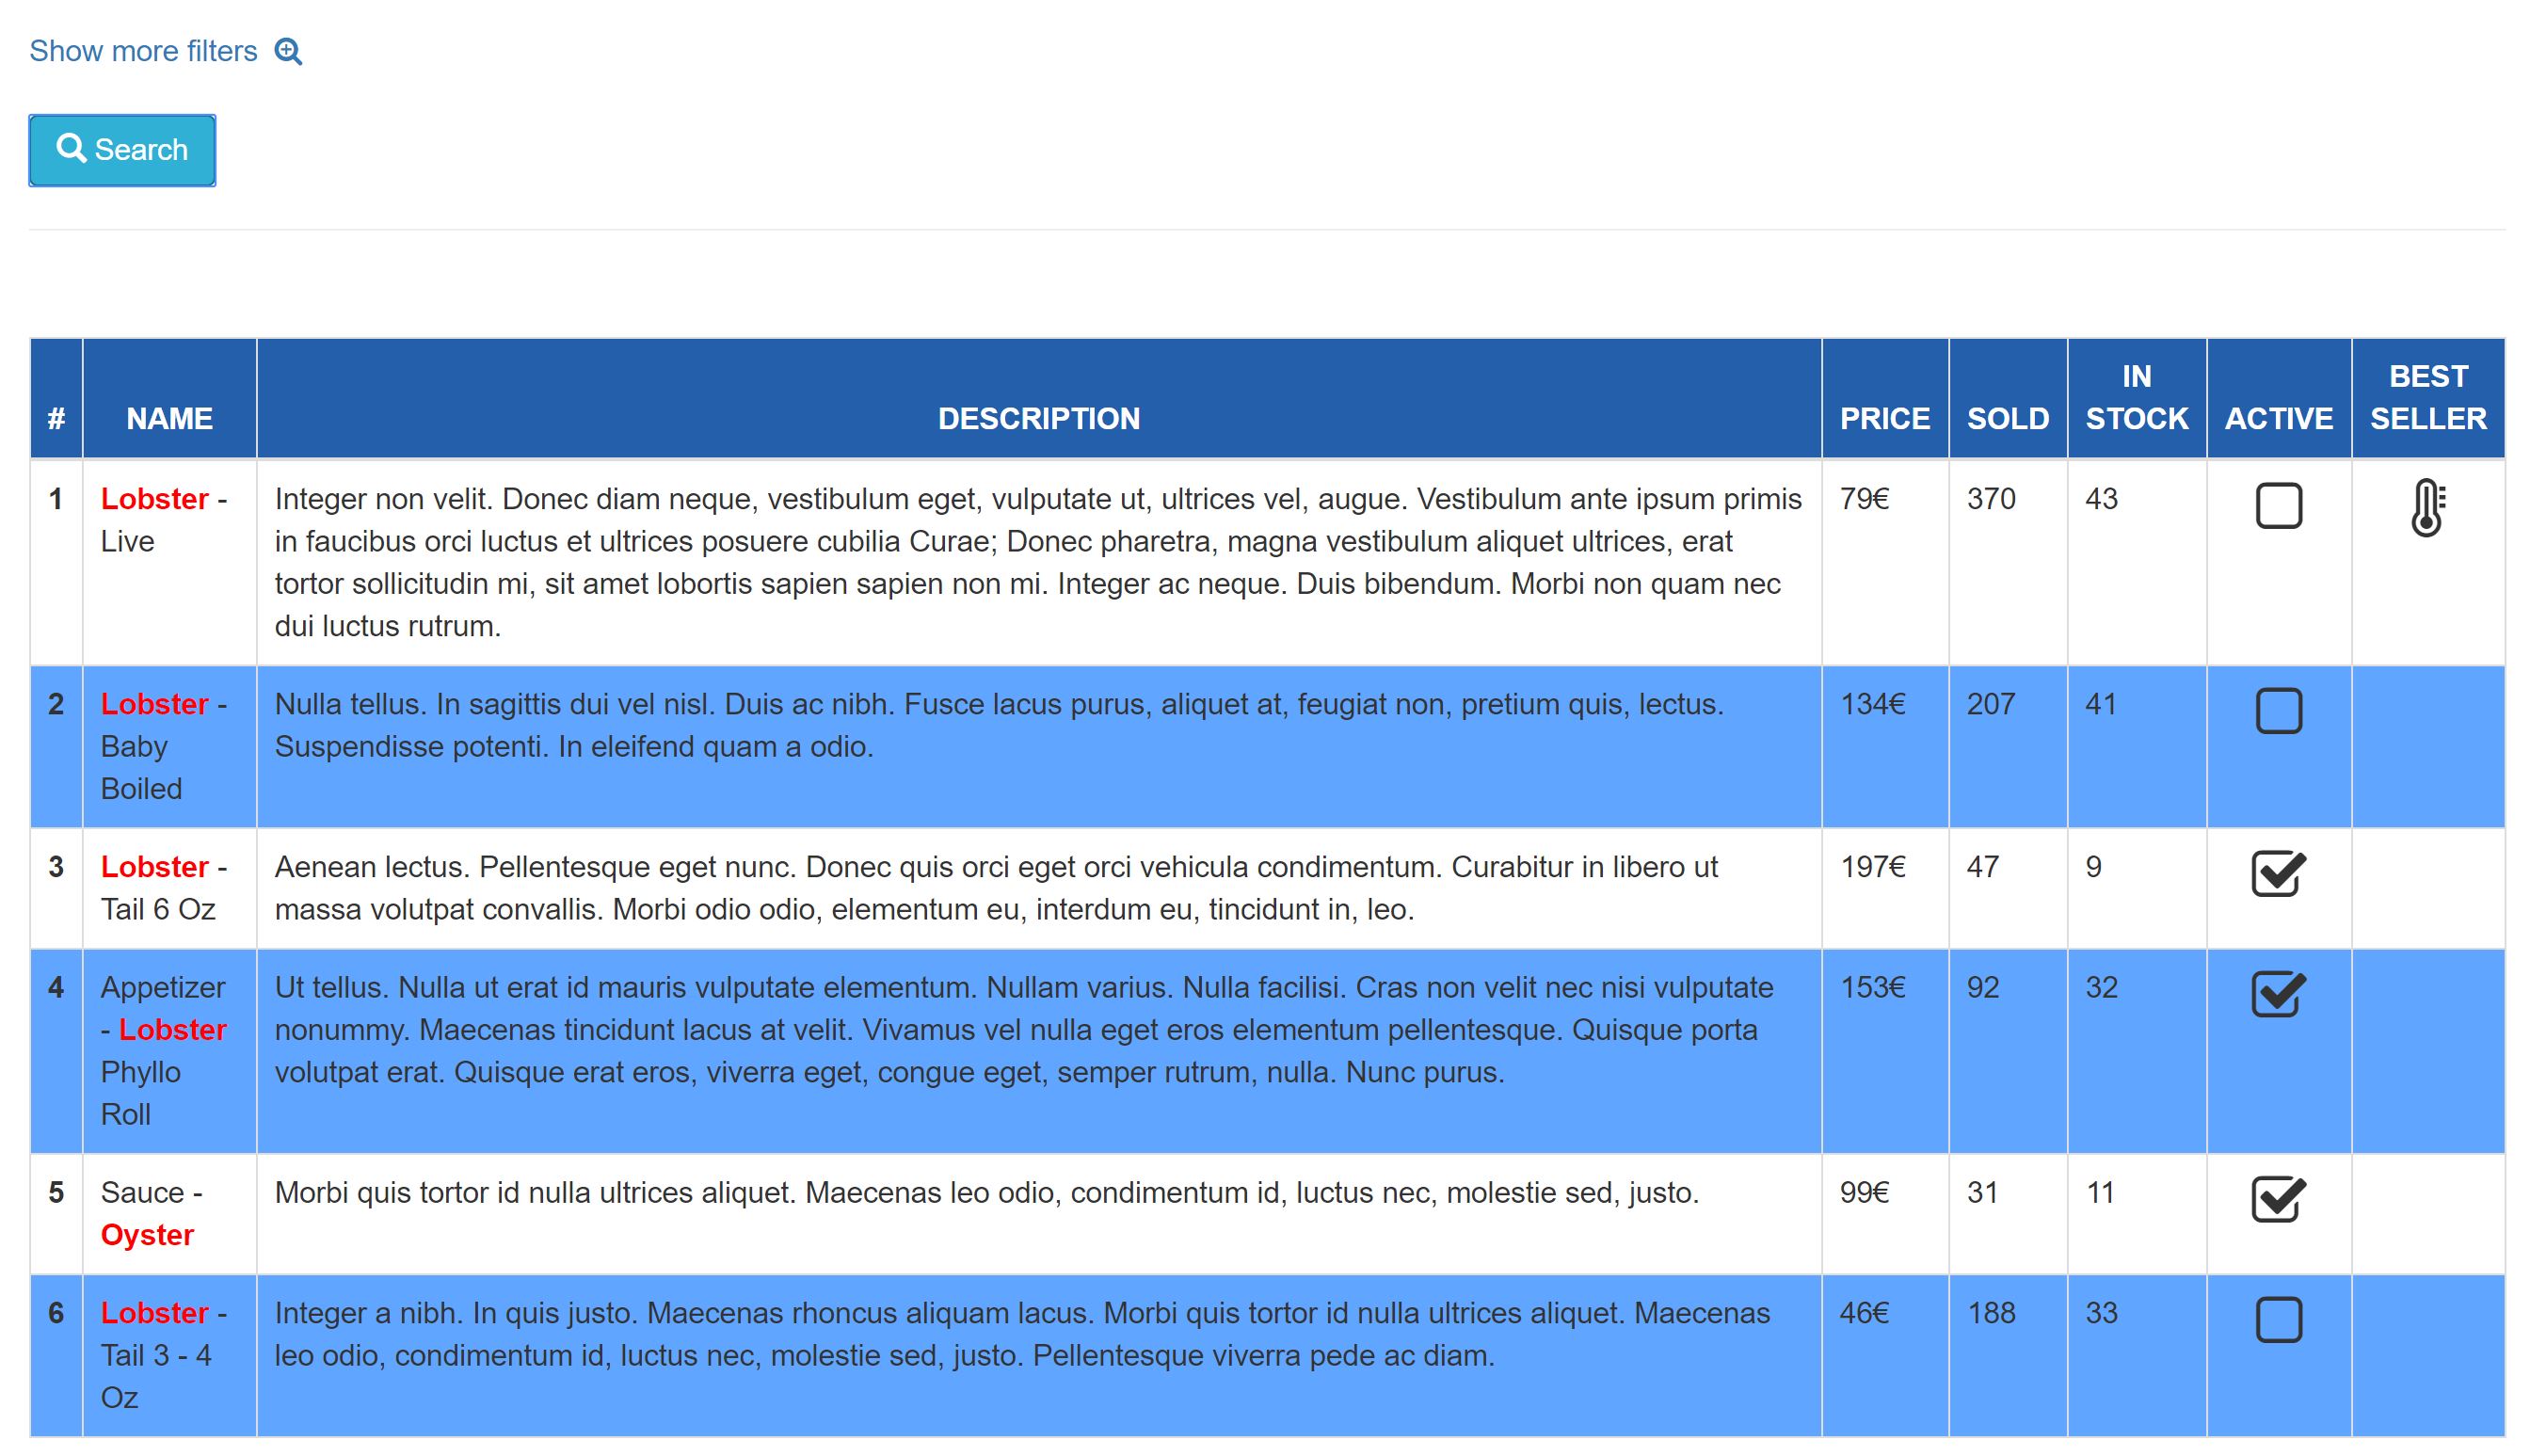 Show more filters
Search
# NAME DESCRIPTION PRICE SOLD IN STOCK ACTIVE BEST SELLER
1
Lobster -
Live
Integer non velit. Donec diam neque, vestibulum eget, vulputate ut, ultrices vel, augue. Vestibulum ante ipsum primis
in faucibus orci luctus et ultrices posuere cubilia Curae; Donec pharetra, magna vestibulum aliquet ultrices, erat
tortor sollicitudin mi, sit amet lobortis sapien sapien non mi. Integer ac neque. Duis bibendum. Morbi non quam nec
dui luctus rutrum.
79€ 370 43
2
Lobster -
Baby
Boiled
Nulla tellus. In sagittis dui vel nisl. Duis ac nibh. Fusce lacus purus, aliquet at, feugiat non, pretium quis, lectus.
Suspendisse potenti. In eleifend quam a odio.
134€ 207 41
3
Lobster -
Tail 6 Oz
Aenean lectus. Pellentesque eget nunc. Donec quis orci eget orci vehicula condimentum. Curabitur in libero ut
massa volutpat convallis. Morbi odio odio, elementum eu, interdum eu, tincidunt in, leo.
197€ 47 9
4
Appetizer
- Lobster
Phyllo
Roll
Ut tellus. Nulla ut erat id mauris vulputate elementum. Nullam varius. Nulla facilisi. Cras non velit nec nisi vulputate
nonummy. Maecenas tincidunt lacus at velit. Vivamus vel nulla eget eros elementum pellentesque. Quisque porta
volutpat erat. Quisque erat eros, viverra eget, congue eget, semper rutrum, nulla. Nunc purus.
153€ 92 32
5
Sauce -
Oyster
Morbi quis tortor id nulla ultrices aliquet. Maecenas leo odio, condimentum id, luctus nec, molestie sed, justo.
99€ 31 11
6
Lobster -
Tail 3 - 4
Oz
Integer a nibh. In quis justo. Maecenas rhoncus aliquam lacus. Morbi quis tortor id nulla ultrices aliquet. Maecenas
leo odio, condimentum id, luctus nec, molestie sed, justo. Pellentesque viverra pede ac diam.
46€ 188 33